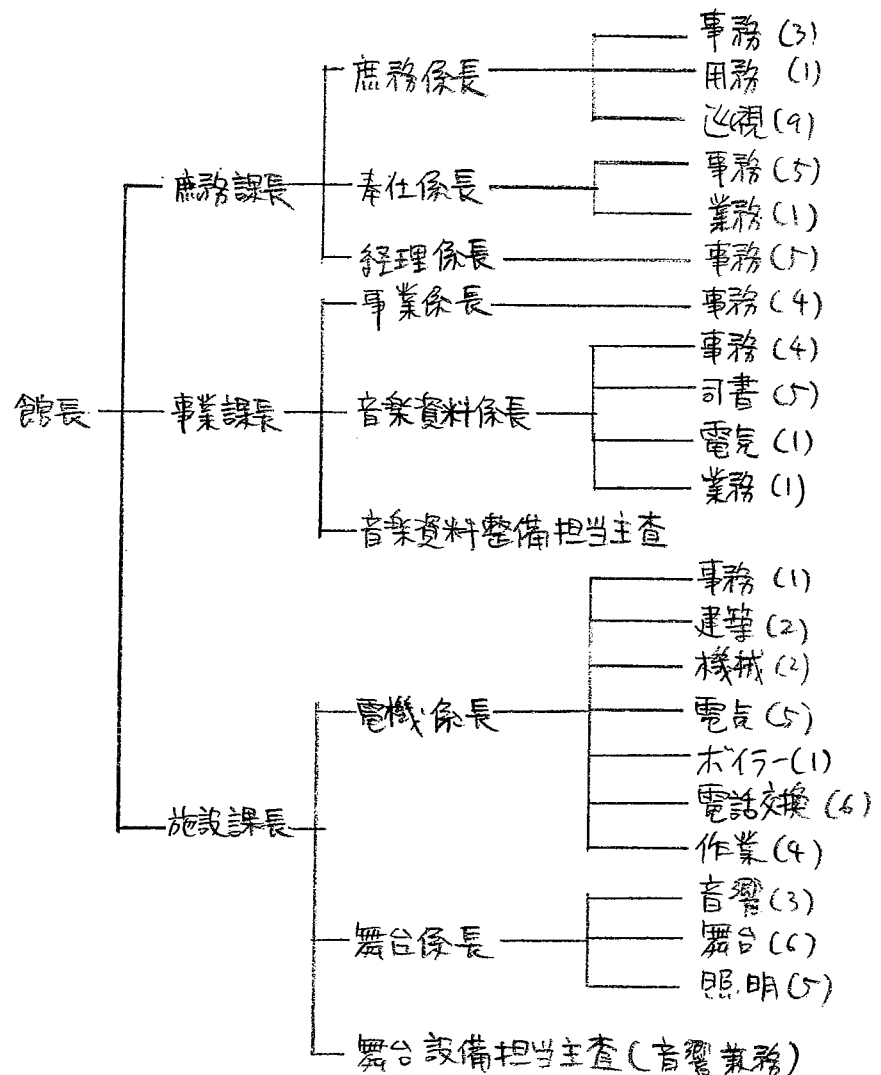 事務(3)
庶務係長 用務(1)
巡視(9)
事務(5)
庶務課長 奉仕係長
業務(1)
経理係長 事務(5)
事業係長 事務(4)
事務(4)
司書(5)
館長 事業課長 音楽資料係長
電気(1)
業務(1)
音楽資料整備担当主査
事務(1)
建築(2)
機械(2)
電機係長 電気(5)
ボイラー(1)
電話交換(6)
施設課長
作業(4)
音響(3)
舞台係長 舞台(6)
照明(5)
舞台設備担当主査(音響兼務)